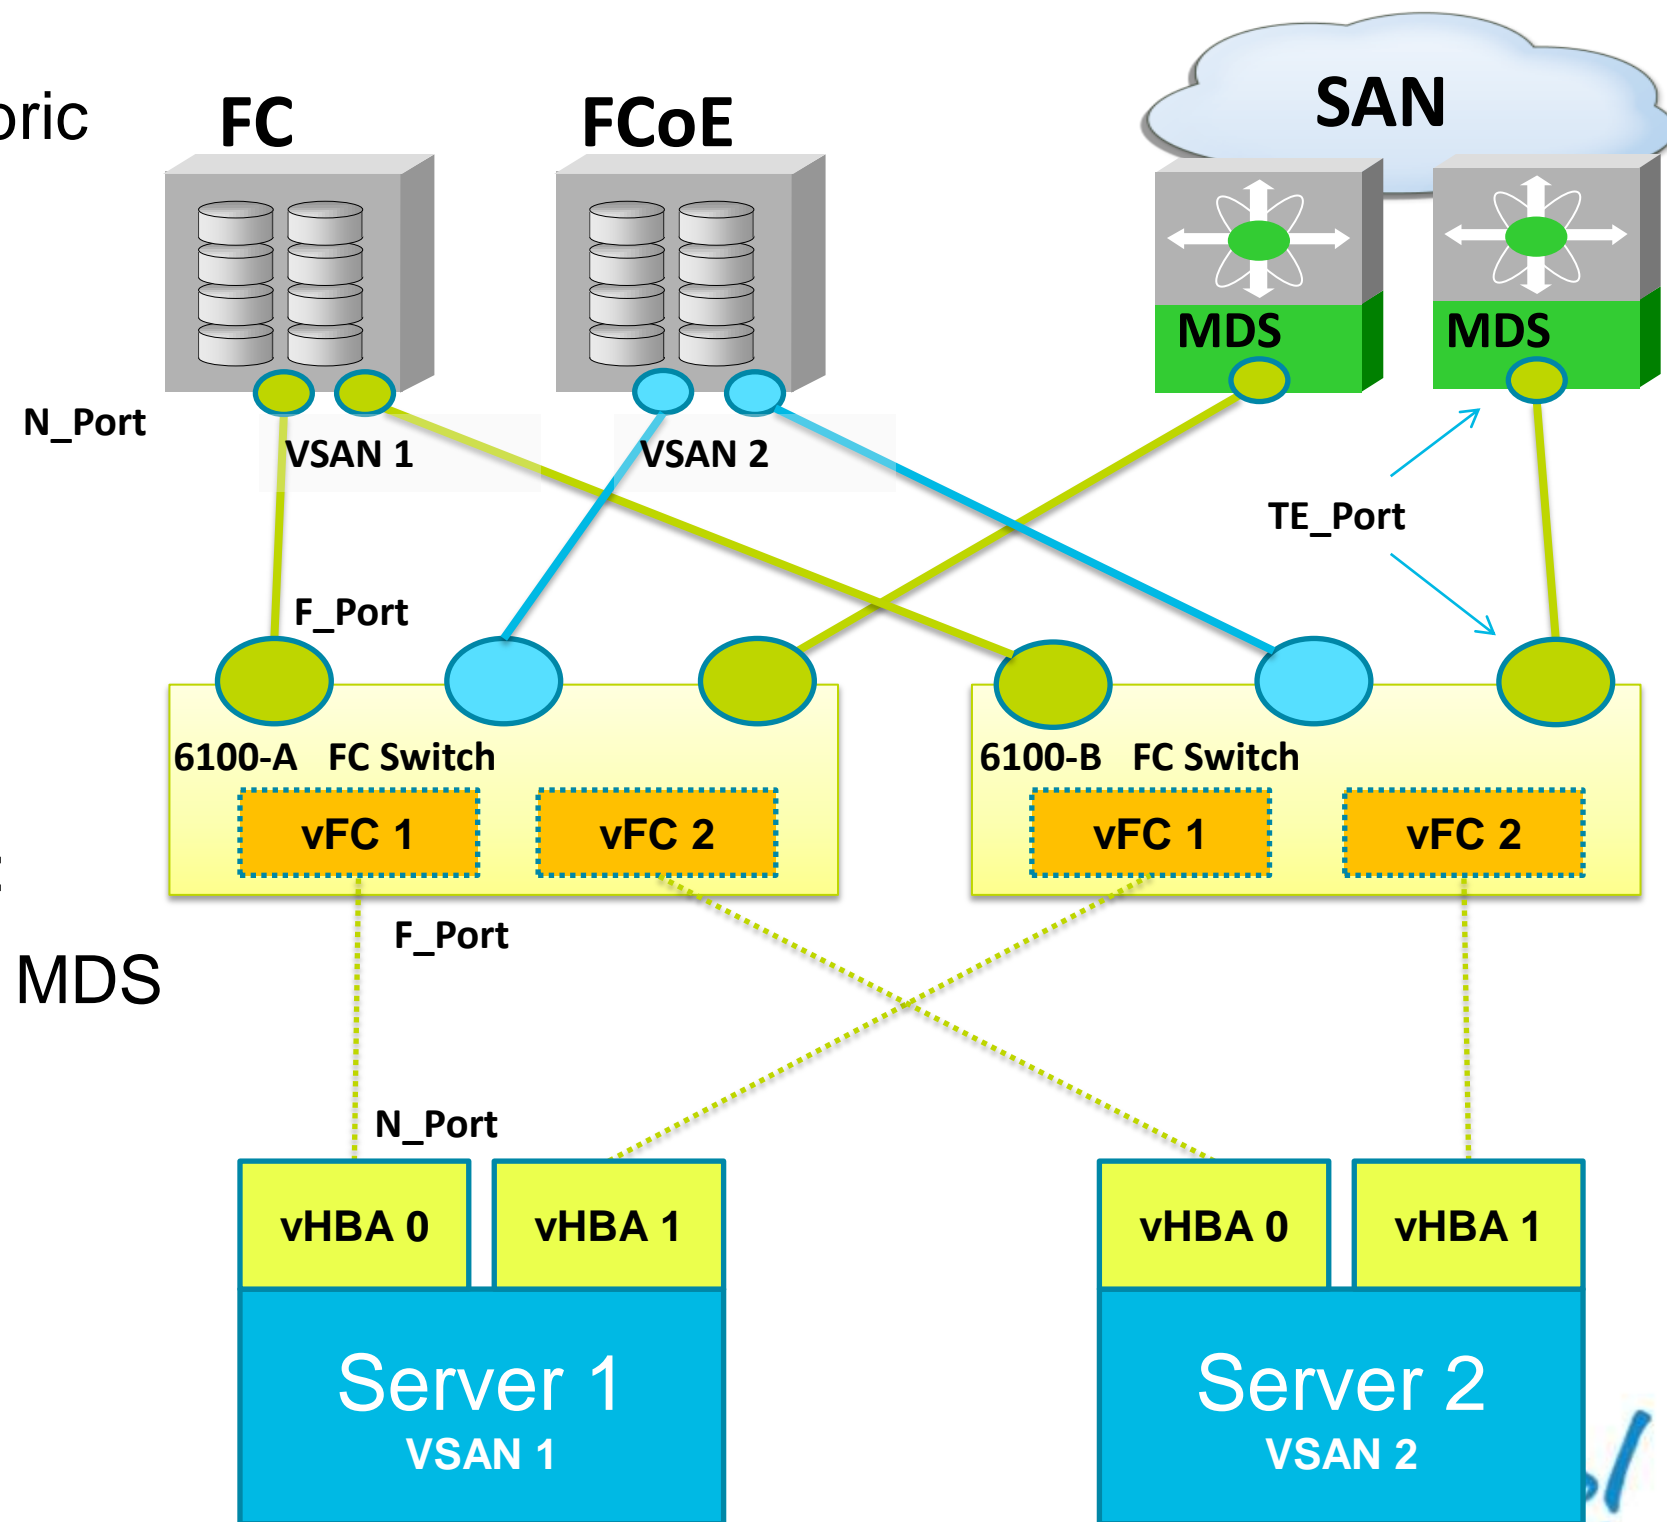 FC
FCoE
SAN
MDS
MDS
N_Port
VSAN 1
VSAN 2
TE_Port
F_Port
6100-A FC Switch
6100-B FC Switch
vFC 1
vFC 2
vFC 1
vFC 2
F_Port
MDS
N_Port
vHBA 0
vHBA 1
vHBA 0
vHBA 1
Server 1
VSAN 1
Server 2
VSAN 2